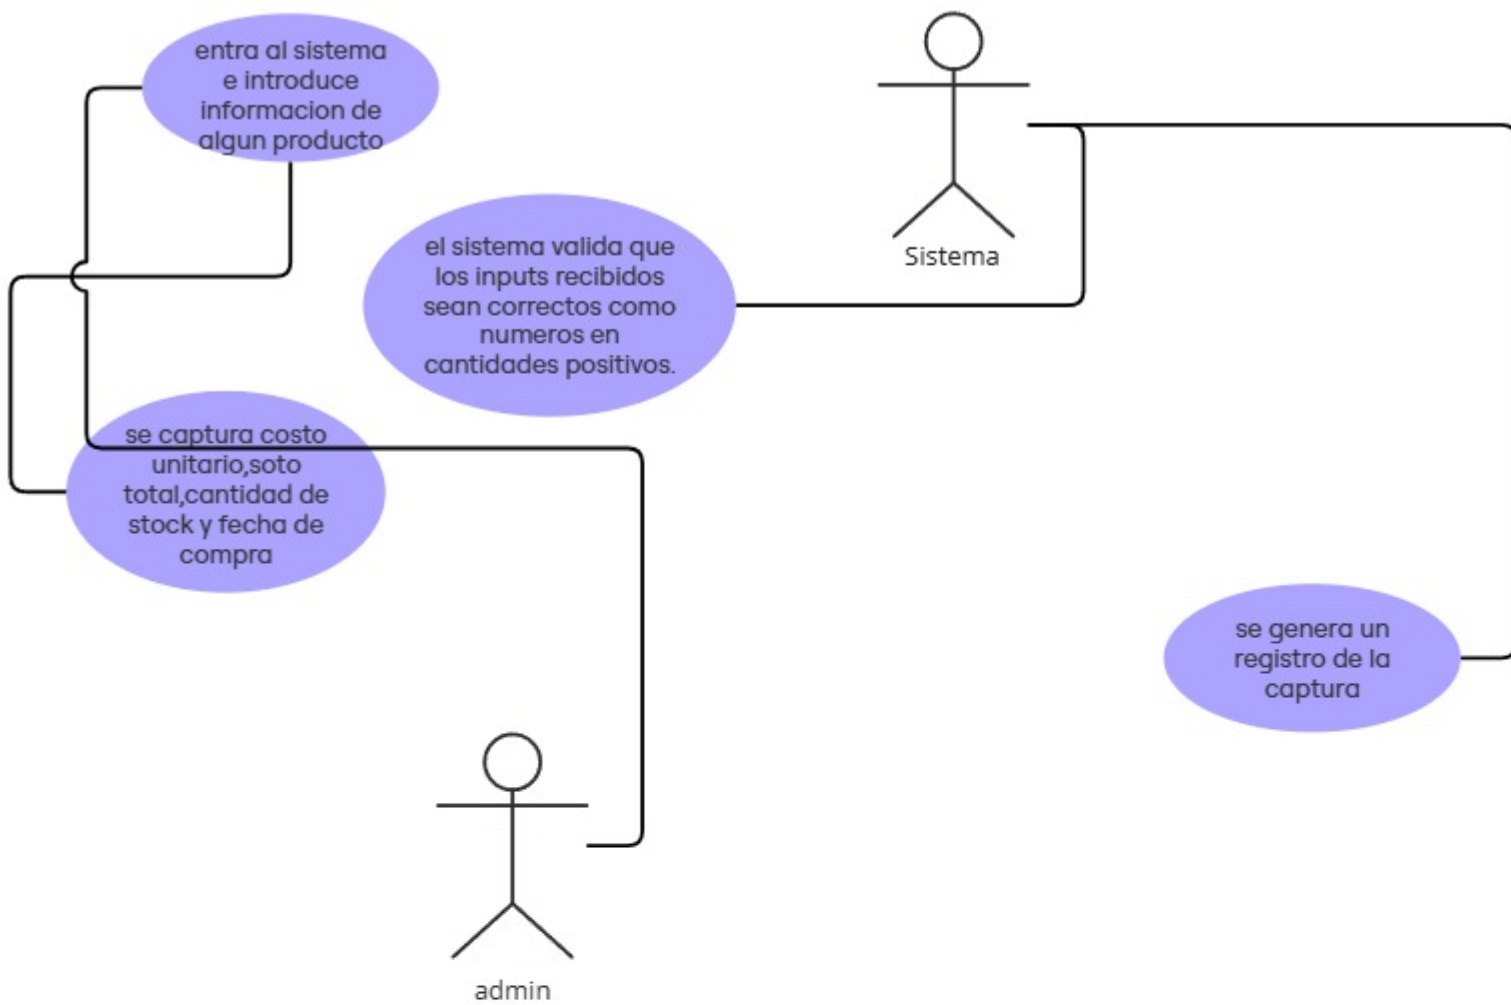 entra al sistema
e introduce
informacion de
algun producto
el sistema valida que
los inputs recibidos
sean correctos como
numeros en
cantidades positivos.
Sistema
se captura costo
unitario,soto
total,cantidad de
stock y fecha de
compra
se genera un
registro de la
captura
admin